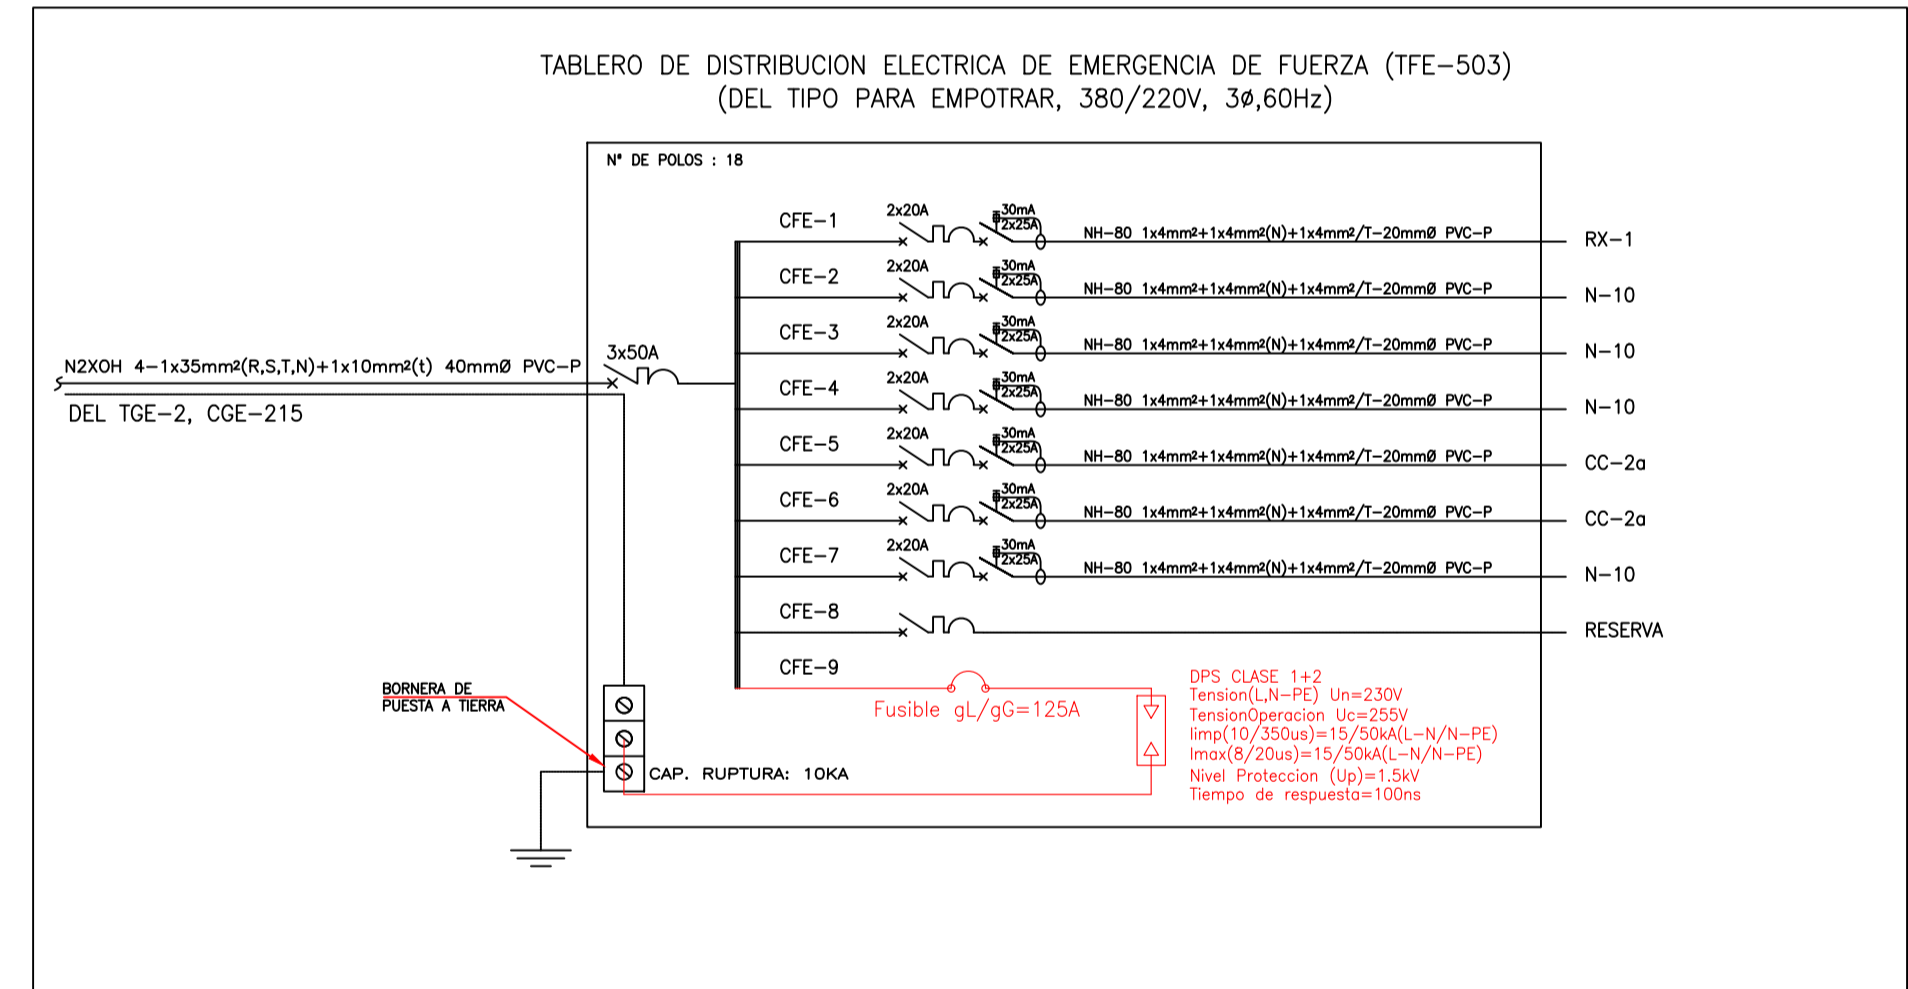 TABLERO DE DISTRIBUCION ELECTRICA DE EMERGENCIA DE FUERZA (TFE-503)
(DEL TIPO PARA EMPOTRAR, 380/220V, 3ø,60Hz)
N° DE POLOS : 18
CFE-1 2x20A 30mA 2x25A NH-80 1x4mm²+1x4mm²(N)+1x4mm²/T-20mmØ PVC-P RX-1
CFE-2 2x20A 30mA 2x25A NH-80 1x4mm²+1x4mm²(N)+1x4mm²/T-20mmØ PVC-P N-10
CFE-3 2x20A 30mA 2x25A NH-80 1x4mm²+1x4mm²(N)+1x4mm²/T-20mmØ PVC-P N-10
N2XOH 4-1x35mm²(R,S,T,N)+1x10mm²(t) 40mmØ PVC-P 3x50A
DEL TGE-2, CGE-215
CFE-4 2x20A 30mA 2x25A NH-80 1x4mm²+1x4mm²(N)+1x4mm²/T-20mmØ PVC-P N-10
CFE-5 2x20A 30mA 2x25A NH-80 1x4mm²+1x4mm²(N)+1x4mm²/T-20mmØ PVC-P CC-2a
CFE-6 2x20A 30mA 2x25A NH-80 1x4mm²+1x4mm²(N)+1x4mm²/T-20mmØ PVC-P CC-2a
CFE-7 2x20A 30mA 2x25A NH-80 1x4mm²+1x4mm²(N)+1x4mm²/T-20mmØ PVC-P N-10
CFE-8 RESERVA
CFE-9
Fusible gL/gG=125A
DPS CLASE 1+2
Tension(L,N-PE) Un=230V
TensionOperacion Uc=255V
Iimp(10/350us)=15/50kA(L-N/N-PE)
Imax(8/20us)=15/50kA(L-N/N-PE)
Nivel Proteccion (Up)=1.5kV
Tiempo de respuesta=100ns
BORNERA DE
PUESTA A TIERRA
CAP. RUPTURA: 10KA